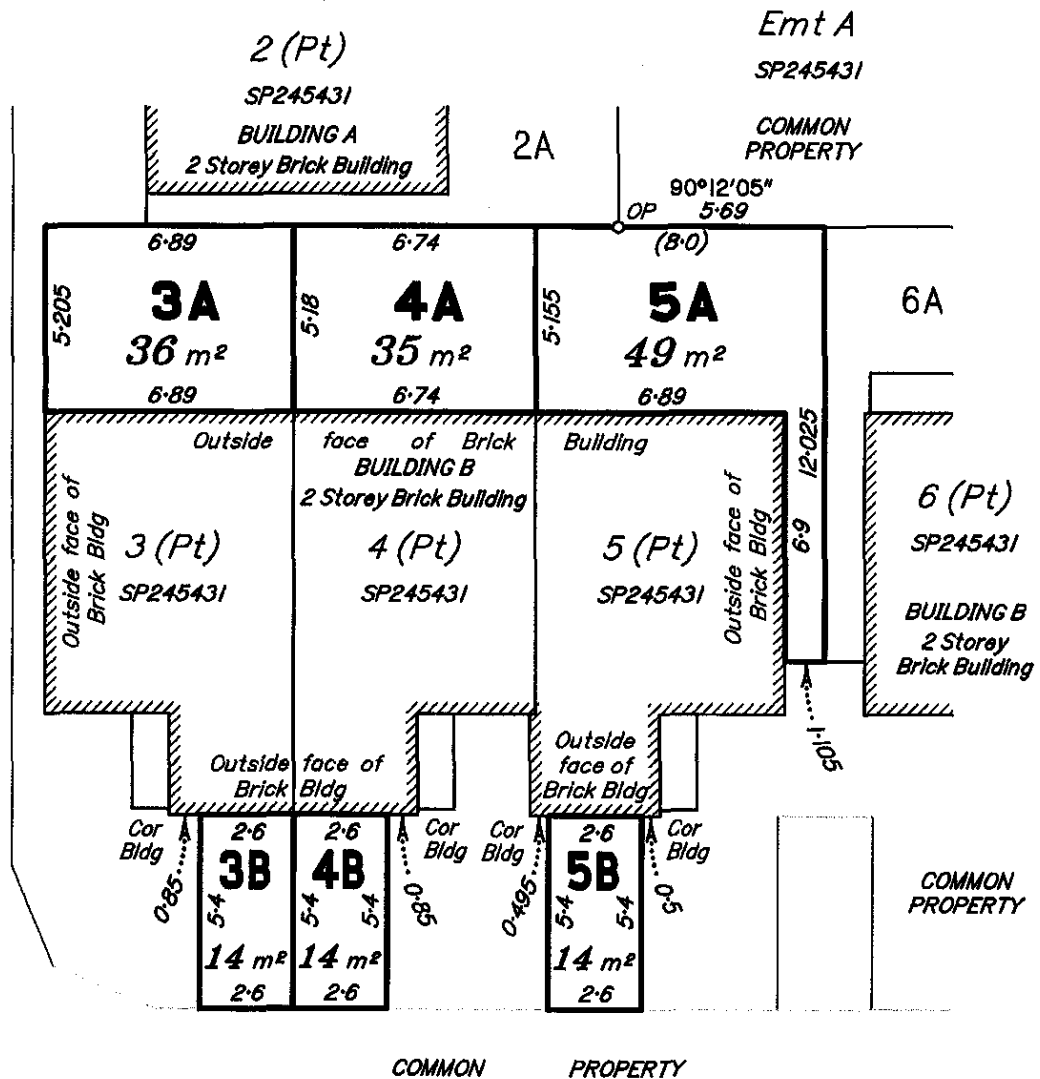 2 (Pt)
SP245431
BUILDING A
2 Storey Brick Building
2A
Emt A
SP245431
COMMON
PROPERTY
90°12'05"
OP 5·69
6·89
6·74
(8·0)
5·205
3A
36 m²
6·89
5·18
4A
35 m²
6·74
5·155
5A
49 m²
6·89
6A
12·025
6·9
Outside face of Brick Building
BUILDING B
2 Storey Brick Building
Outside face of
Brick Bldg
3 (Pt)
SP245431
4 (Pt)
SP245431
5 (Pt)
SP245431
Outside face of
Brick Bldg
6 (Pt)
SP245431
BUILDING B
2 Storey
Brick Building
1·105
Outside face of
Brick Bldg
Outside
face of
Brick Bldg
Cor
Bldg
0·85
2·6
3B
5·4
14 m²
2·6
2·6
4B
5·4
5·4
14 m²
2·6
0·85
Cor
Bldg
Cor
Bldg
0·495
2·6
5B
5·4
5·4
14 m²
2·6
0·5
Cor
Bldg
COMMON
PROPERTY
COMMON PROPERTY